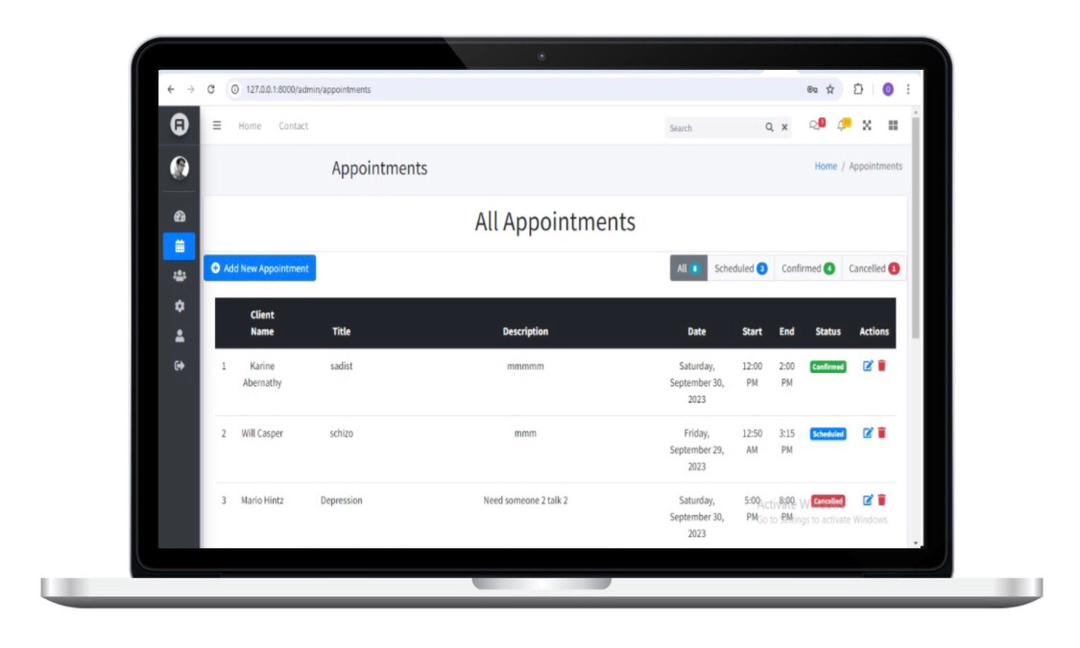 127.0.0.1:8000/admin/appointments
Home Contact
Search
Appointments
Home / Appointments
All Appointments
Add New Appointment
All 8 Scheduled 3 Confirmed 4 Cancelled 1
Client Name Title Description Date Start End Status Actions
1 Karine Abernathy sadist mmmmm Saturday, September 30, 2023 12:00 PM 2:00 PM Confirmed
2 Will Casper schizo mmm Friday, September 29, 2023 12:50 AM 3:15 PM Scheduled
3 Mario Hintz Depression Need someone 2 talk 2 Saturday, September 30, 2023 5:00 PM 8:00 PM Cancelled
Activate Windows
Go to Settings to activate Windows.